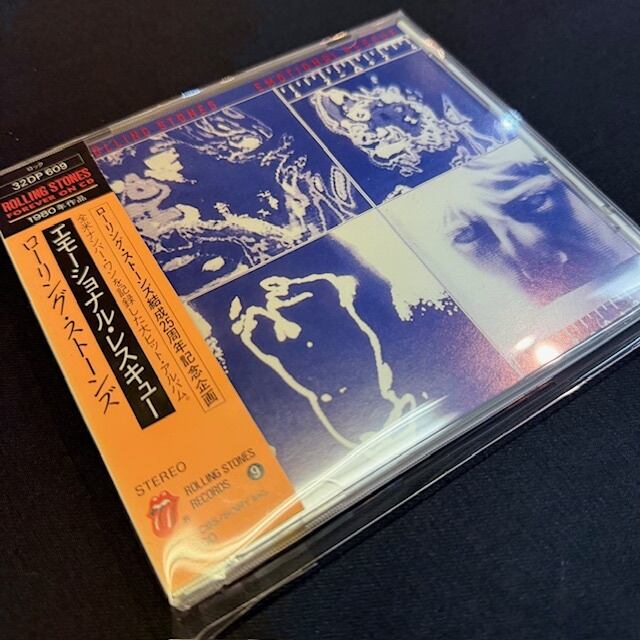 ROLLING STONES EMOTIONAL
ロック
32DP 609
ROLLING STONES
FOREVER ON CD
1980年作品
ローリング・ストーンズ結成25周年記念企画
全米ナンバー・ワンを記録した大ヒット・アルバム。
エモーショナル・レスキュー
ローリング・ストーンズ
STEREO
ROLLING STONES
RECORDS